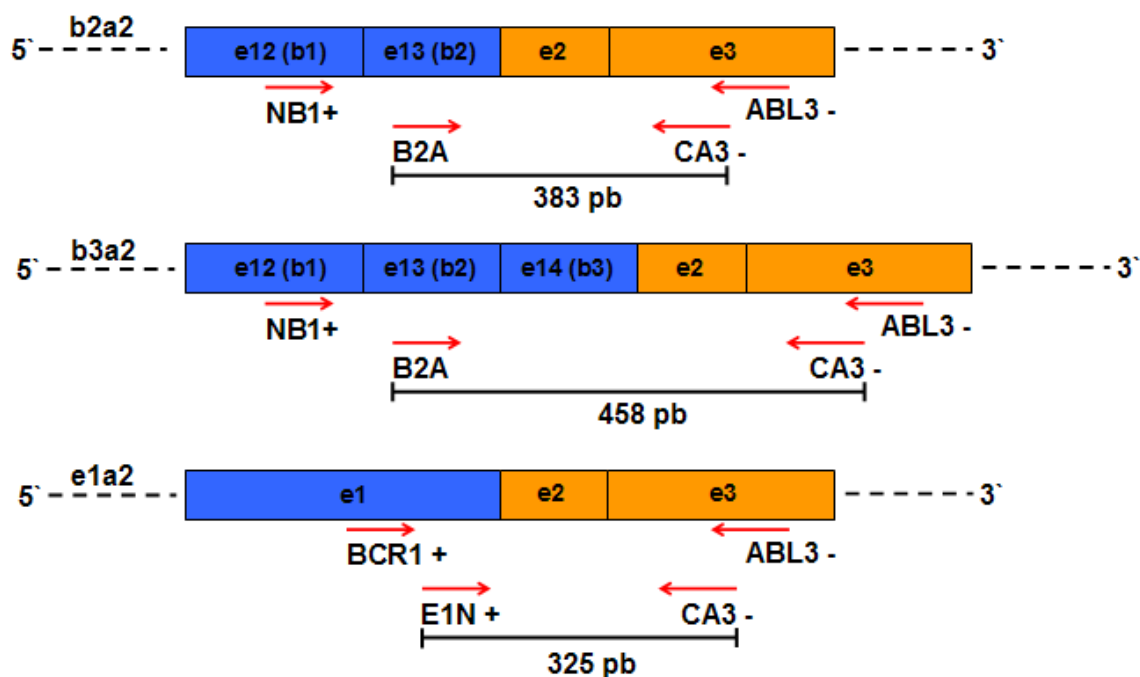 b2a2
5` e12 (b1) e13 (b2) e2 e3 3`
NB1+ ABL3 -
B2A CA3 -
383 pb
b3a2
5` e12 (b1) e13 (b2) e14 (b3) e2 e3 3`
NB1+ ABL3 -
B2A CA3 -
458 pb
e1a2
5` e1 e2 e3 3`
BCR1 + ABL3 -
E1N + CA3 -
325 pb